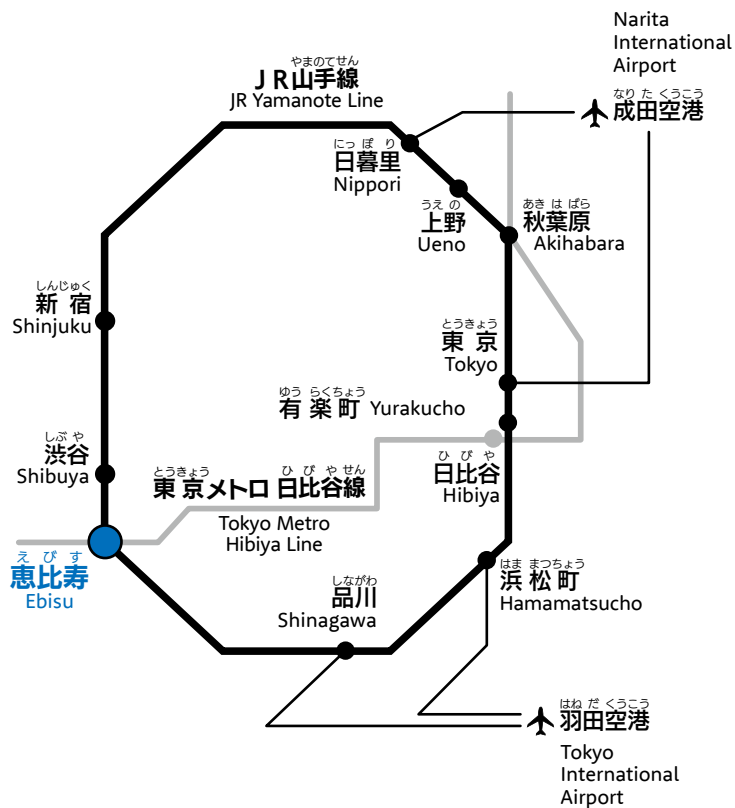 Narita
International
Airport
なり た くうこう
成田空港
やまのてせん
JR山手線
JR Yamanote Line
にっ ぽ り
日暮里
Nippori
うえ の
上野
Ueno
あき は ばら
秋葉原
Akihabara
しんじゅく
新宿
Shinjuku
とうきょう
東京
Tokyo
ゆう らくちょう
有楽町 Yurakucho
しぶ や
渋谷
Shibuya
とうきょう ひ び や せん
東京メトロ 日比谷線
Tokyo Metro
Hibiya Line
ひ び や
日比谷
Hibiya
え び す
恵比寿
Ebisu
しながわ
品川
Shinagawa
はま まつちょう
浜松町
Hamamatsucho
はね だ くうこう
羽田空港
Tokyo
International
Airport